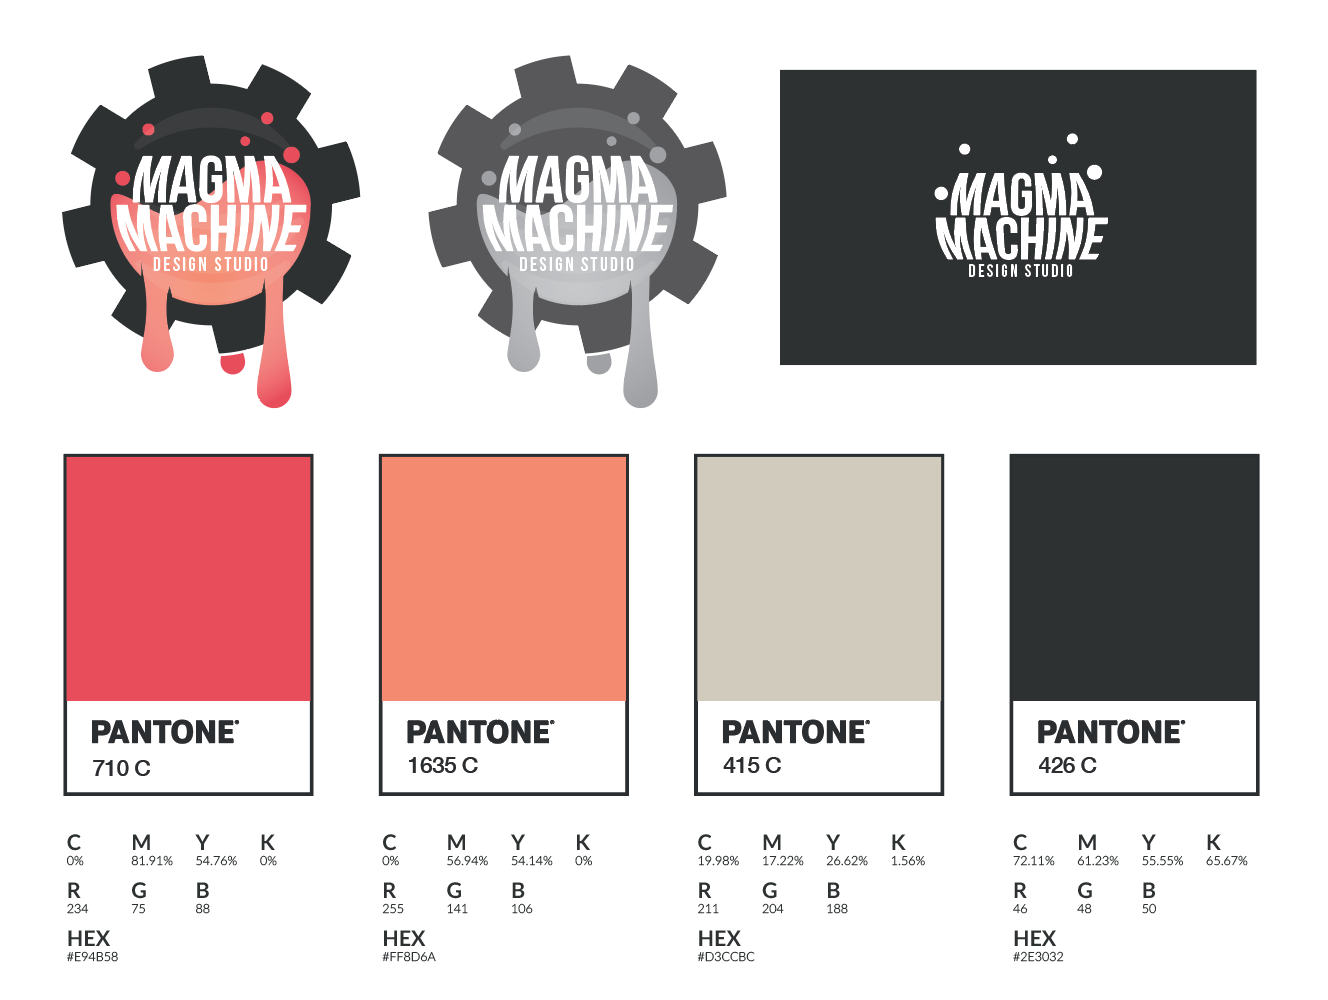 MAGMA
MACHINE
DESIGN STUDIO
MAGMA
MACHINE
DESIGN STUDIO
MAGMA
MACHINE
DESIGN STUDIO
PANTONE®
710 C
PANTONE®
1635 C
PANTONE®
415 C
PANTONE®
426 C
C M Y K
0% 81.91% 54.76% 0%
R G B
234 75 88
HEX
#E94B58
C M Y K
0% 56.94% 54.14% 0%
R G B
255 141 106
HEX
#FF8D6A
C M Y K
19.98% 17.22% 26.62% 1.56%
R G B
211 204 188
HEX
#D3CCBC
C M Y K
72.11% 61.23% 55.55% 65.67%
R G B
46 48 50
HEX
#2E3032